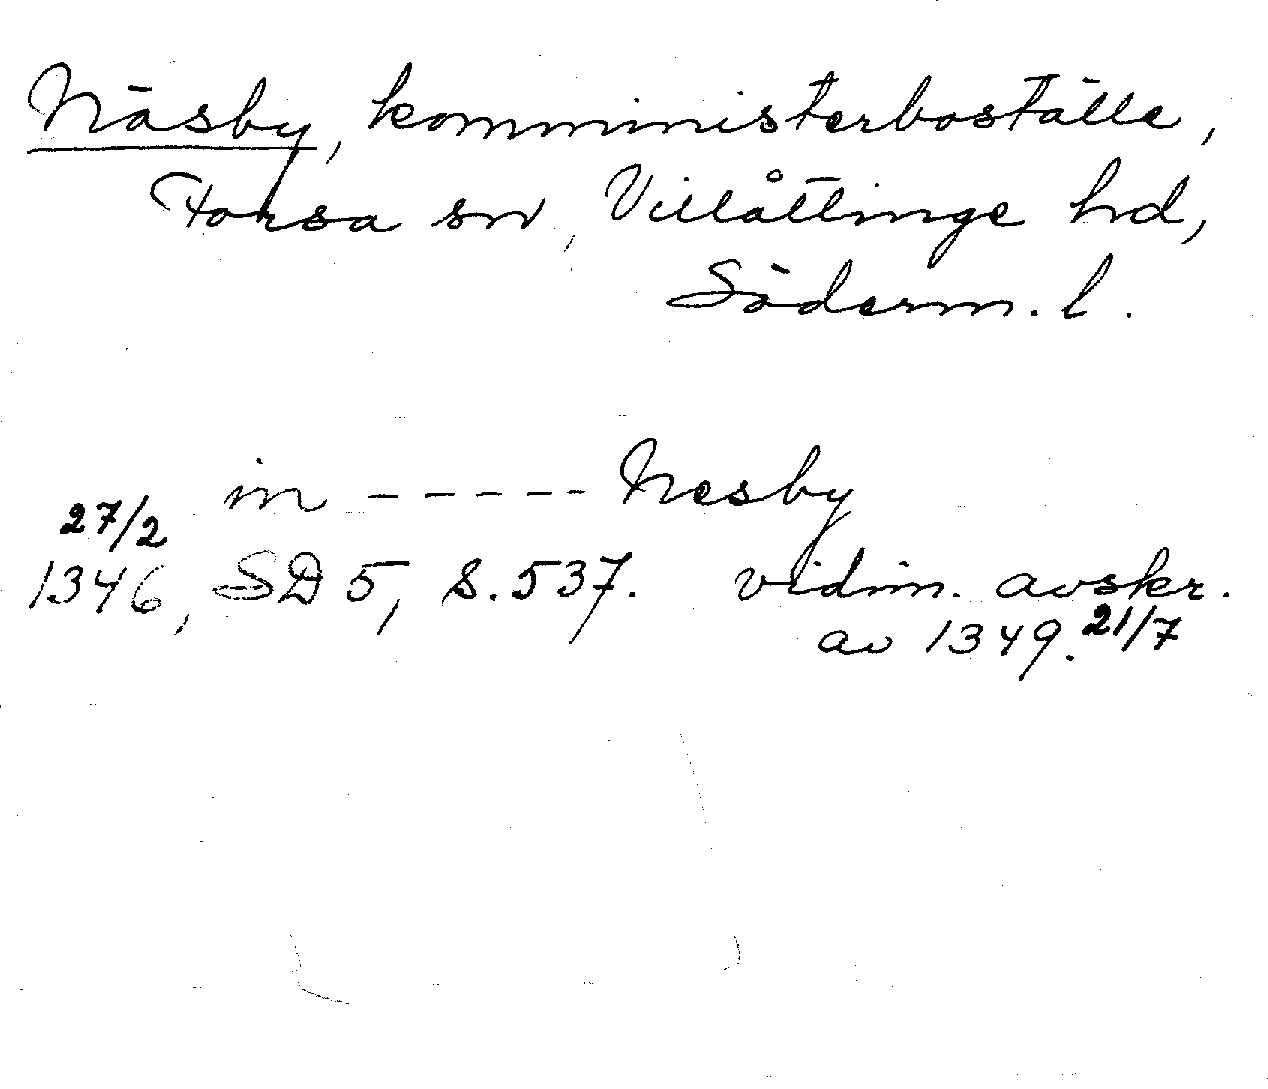 Näsby, komministerboställe,
Forsa sn, Villåttinge hd,
Söderm. l.
in ----- Nesby
27/2
1346, SD 5, s. 537. vidim. avskr.
av 1349. 21/7